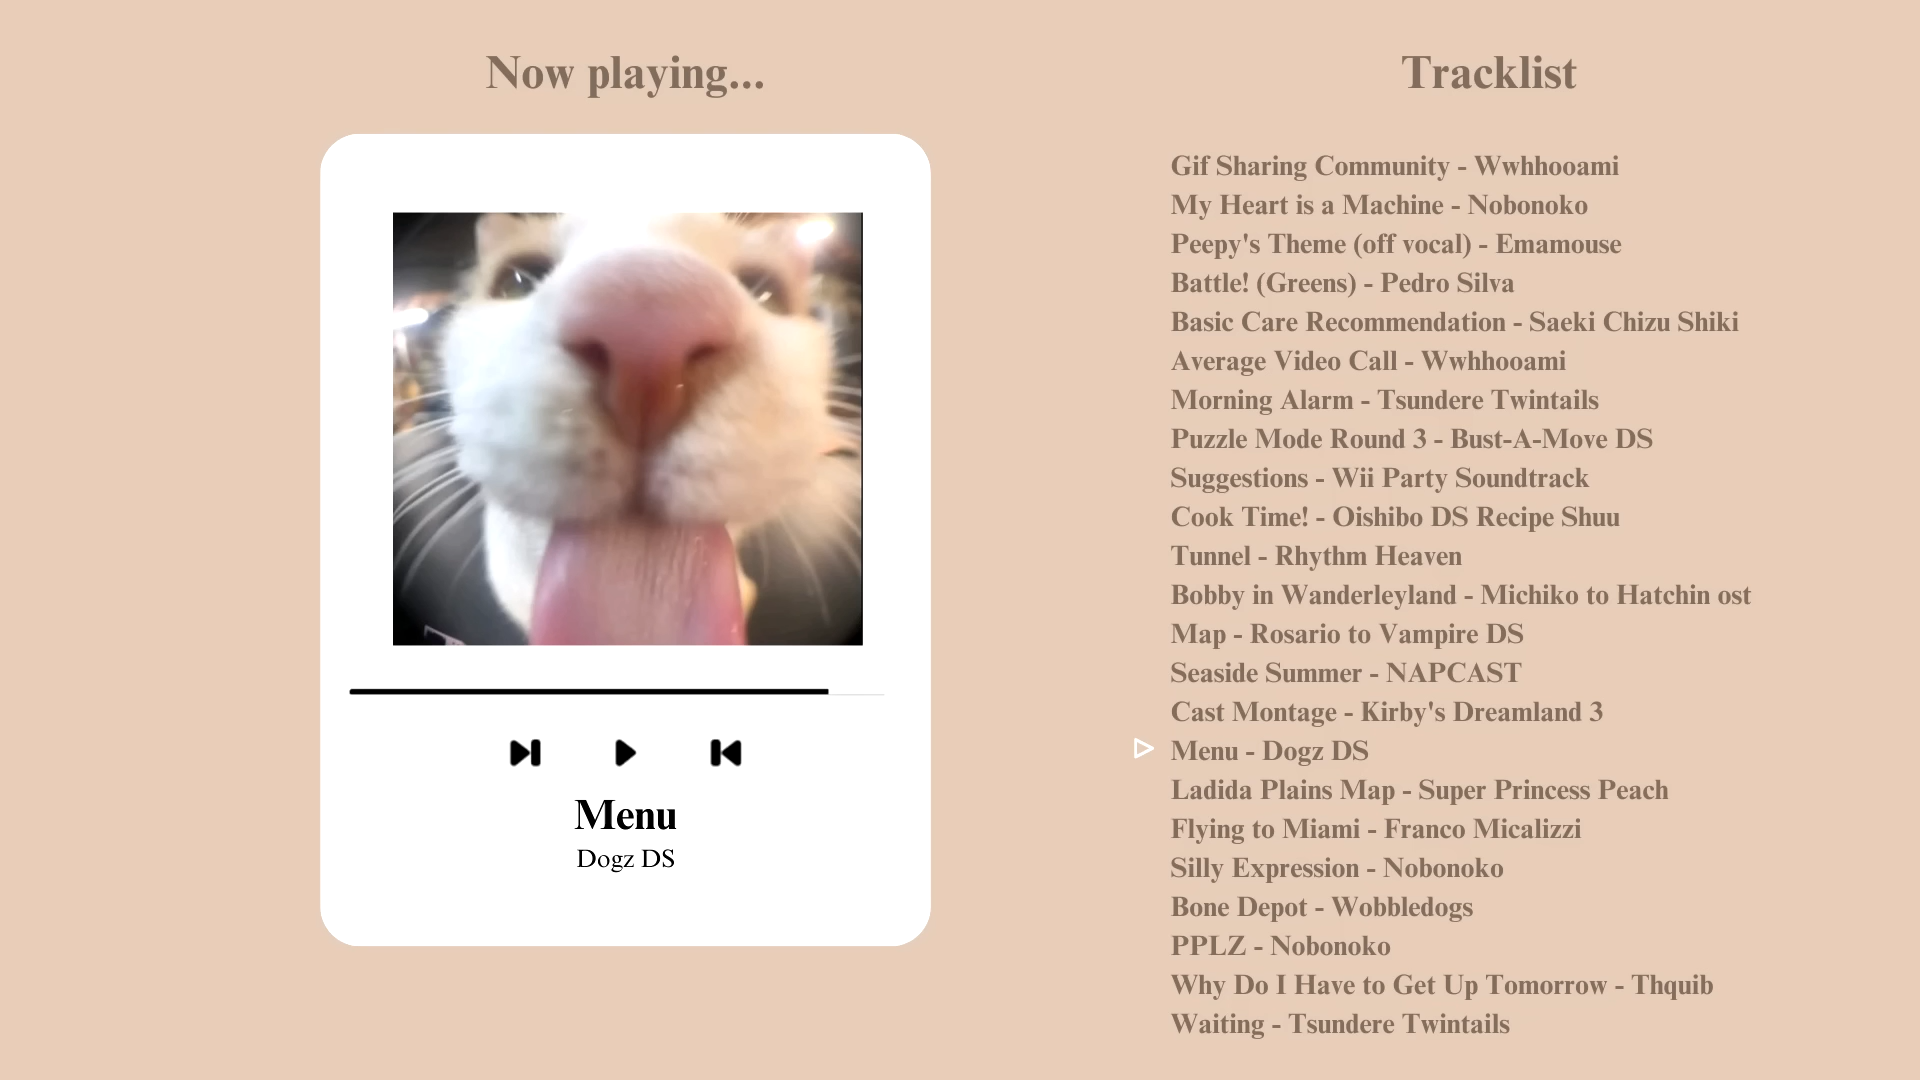 Now playing...
Menu
Dogz DS
Tracklist
Gif Sharing Community - Wwhhooami
My Heart is a Machine - Nobonoko
Peepy's Theme (off vocal) - Emamouse
Battle! (Greens) - Pedro Silva
Basic Care Recommendation - Saeki Chizu Shiki
Average Video Call - Wwhhooami
Morning Alarm - Tsundere Twintails
Puzzle Mode Round 3 - Bust-A-Move DS
Suggestions - Wii Party Soundtrack
Cook Time! - Oishibo DS Recipe Shuu
Tunnel - Rhythm Heaven
Bobby in Wanderleyland - Michiko to Hatchin ost
Map - Rosario to Vampire DS
Seaside Summer - NAPCAST
Cast Montage - Kirby's Dreamland 3
Menu - Dogz DS
Ladida Plains Map - Super Princess Peach
Flying to Miami - Franco Micalizzi
Silly Expression - Nobonoko
Bone Depot - Wobbledogs
PPLZ - Nobonoko
Why Do I Have to Get Up Tomorrow - Thquib
Waiting - Tsundere Twintails